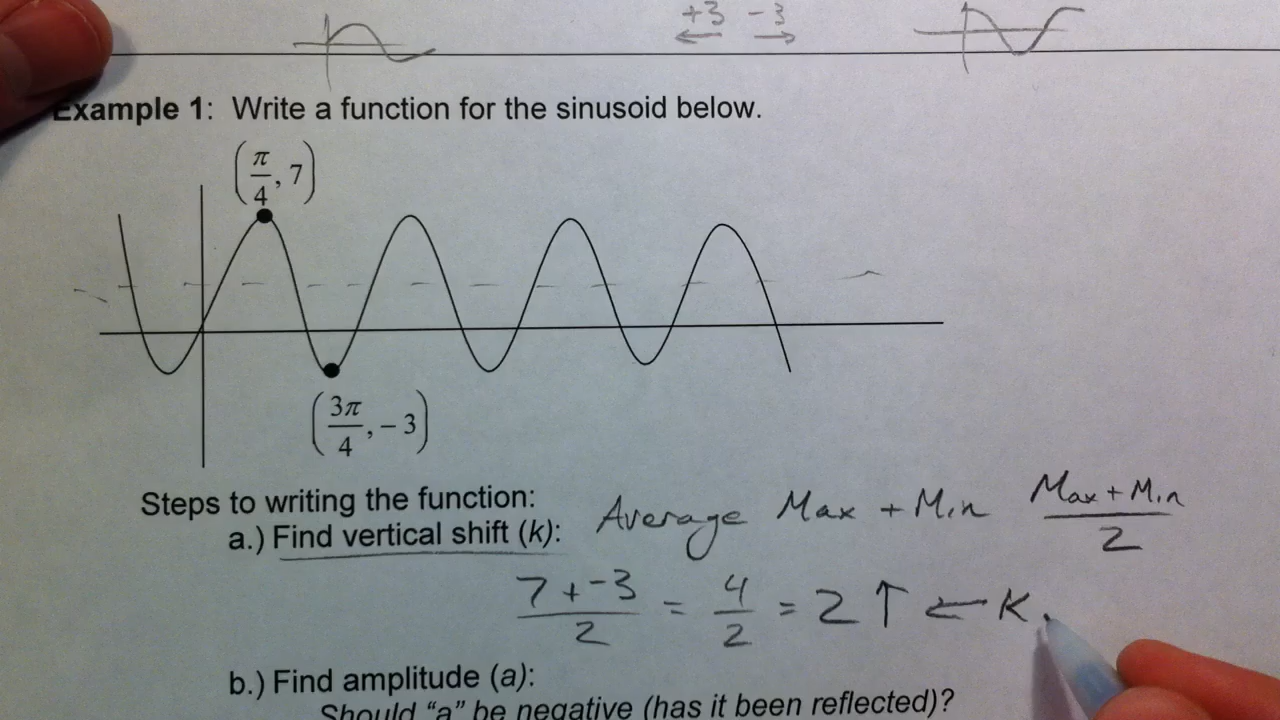 +3 -3
Example 1: Write a function for the sinusoid below.
(π/4, 7)
(3π/4, -3)
Steps to writing the function:
a.) Find vertical shift (k): Average Max + Min (Max + Min)/2
(7 + -3)/2 = 4/2 = 2 ↑ ← K.
b.) Find amplitude (a):
Should "a" be negative (has it been reflected)?